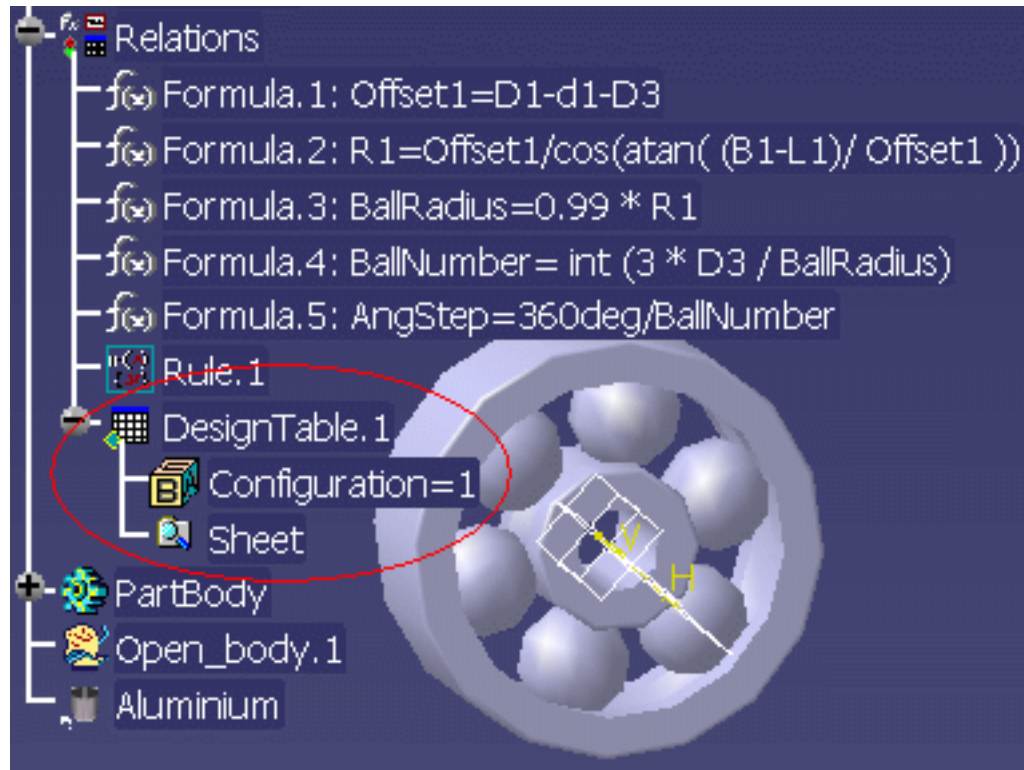 Relations
Formula.1: Offset1=D1-d1-D3
Formula.2: R1=Offset1/cos(atan( (B1-L1)/ Offset1 ))
Formula.3: BallRadius=0.99 * R1
Formula.4: BallNumber= int (3 * D3 / BallRadius)
Formula.5: AngStep=360deg/BallNumber
Rule.1
DesignTable.1
Configuration=1
Sheet
V
H
PartBody
Open_body.1
Aluminium